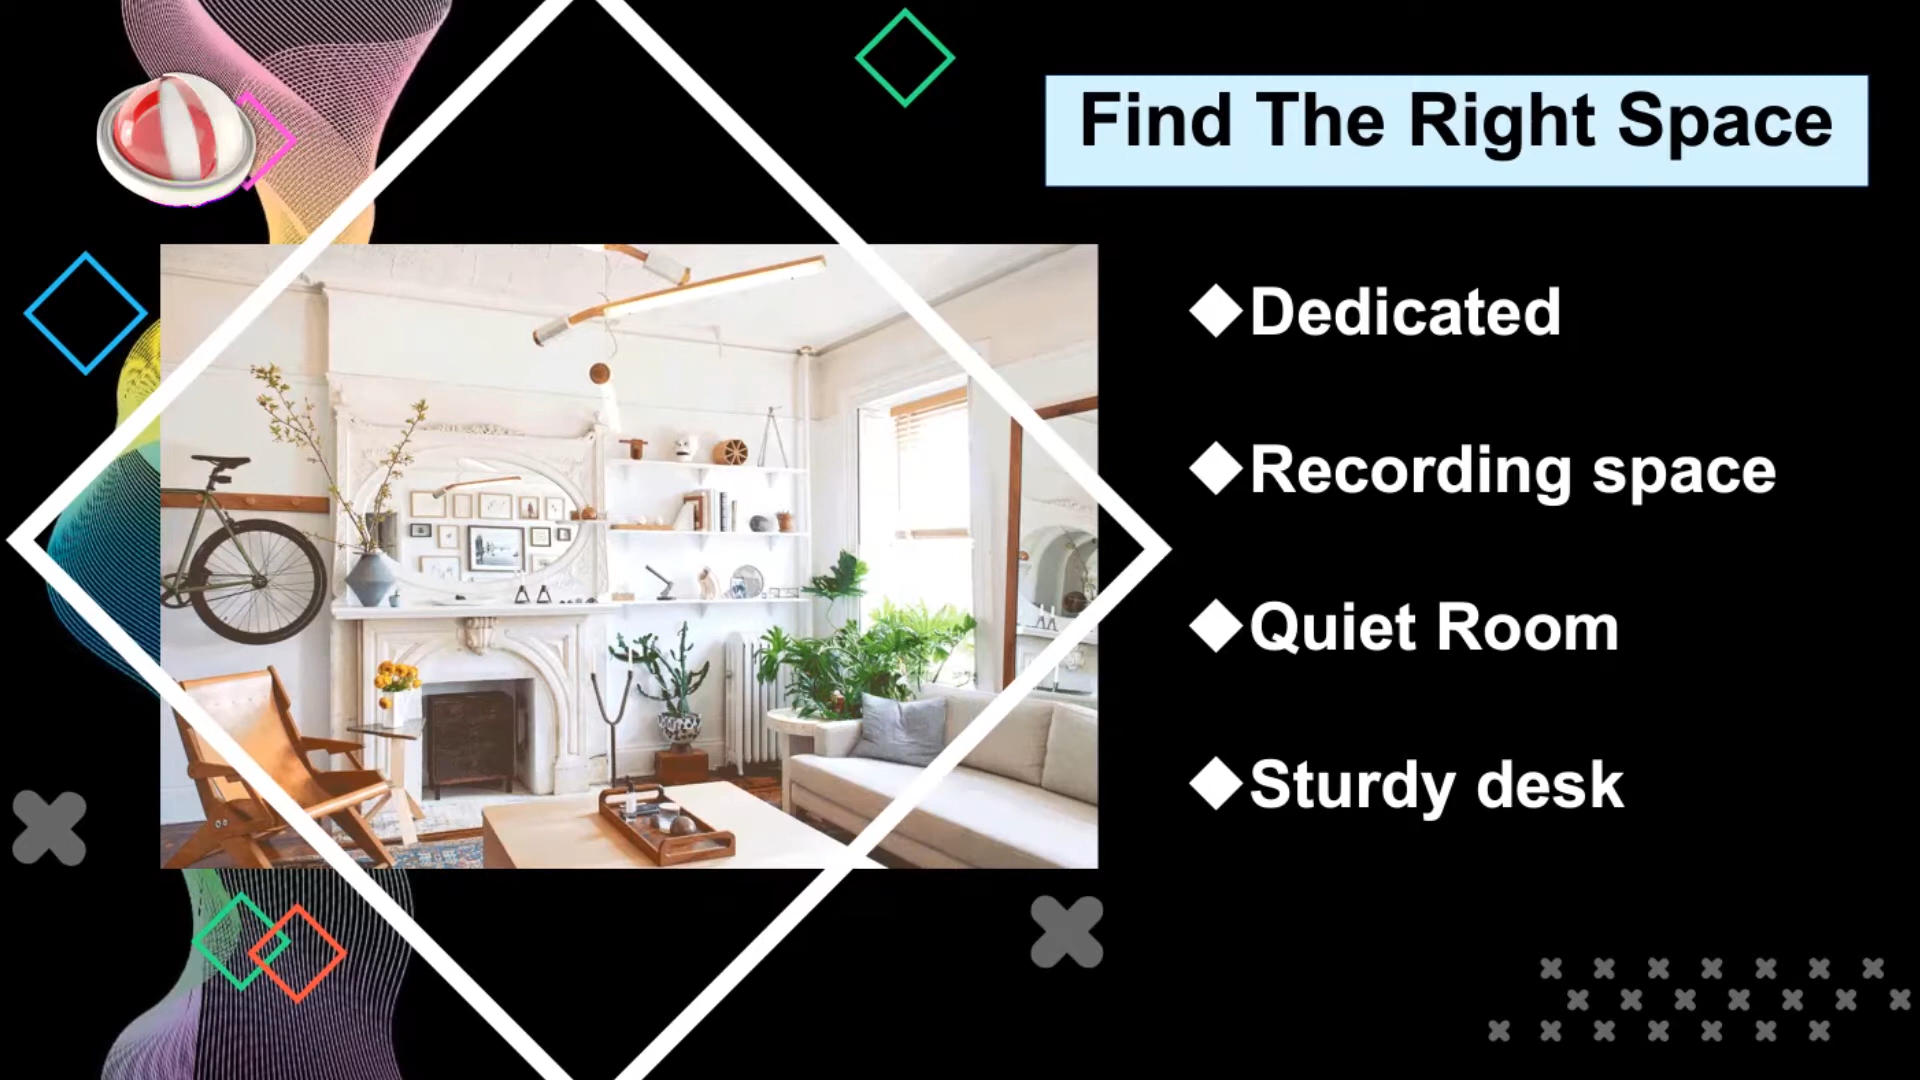 Find The Right Space
Dedicated
Recording space
Quiet Room
Sturdy desk